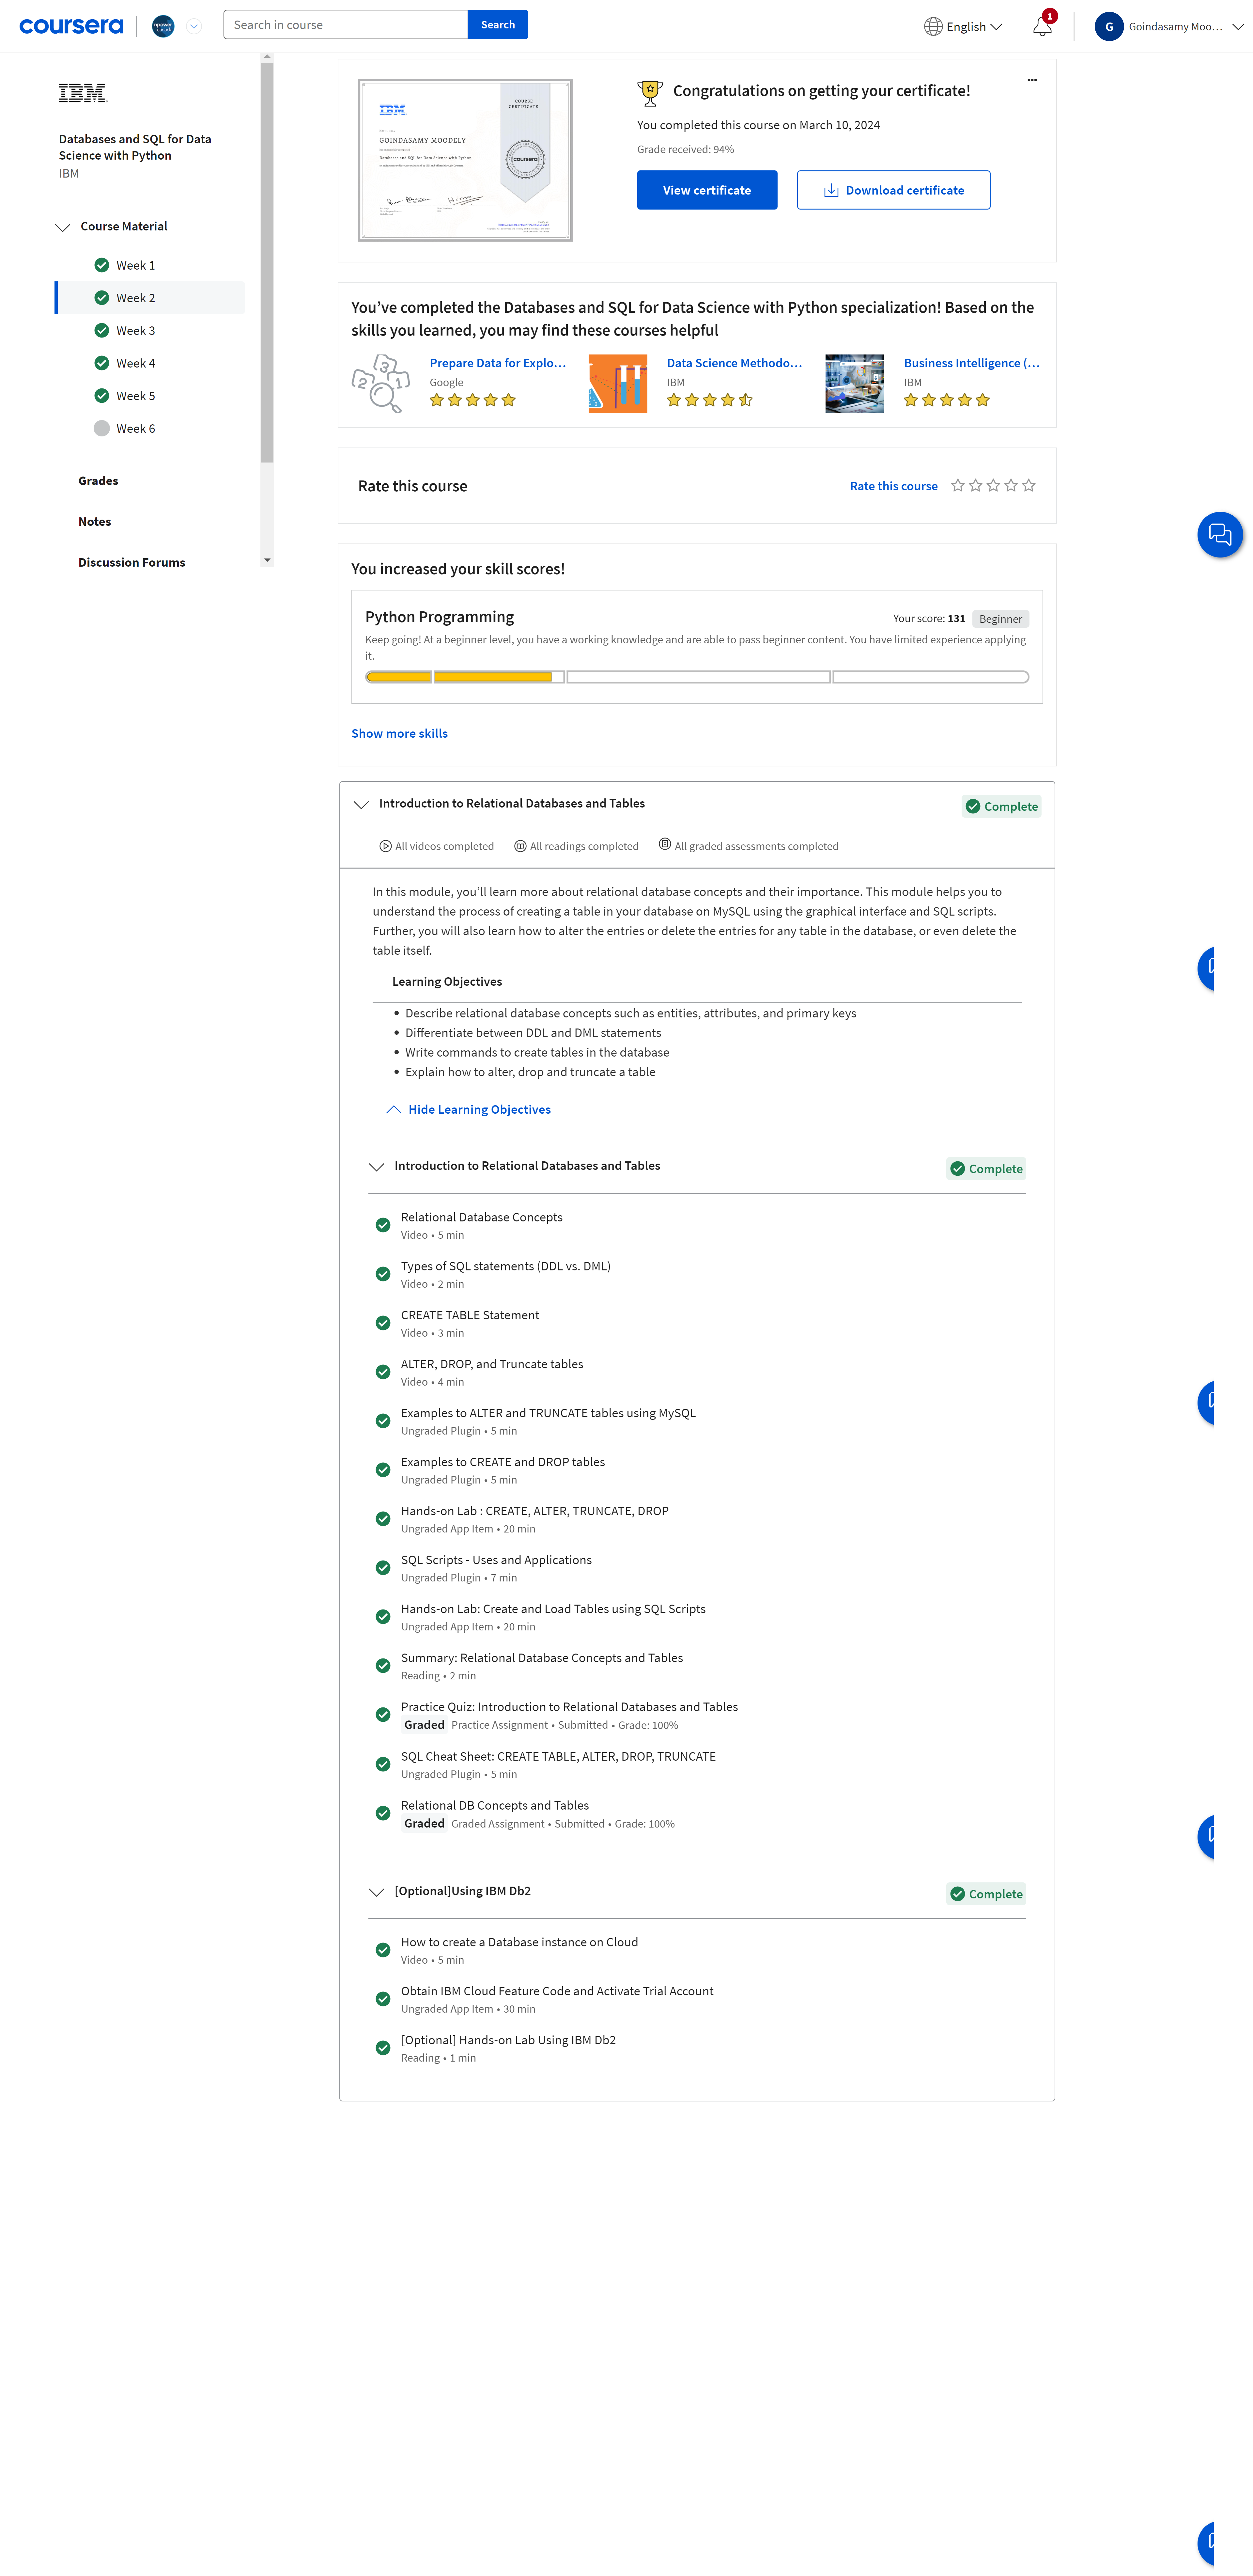 coursera
npower
canada
Search in course
Search
English
1
G
Goindasamy Moo...
IBM
Databases and SQL for Data
Science with Python
IBM
Course Material
Week 1
Week 2
Week 3
Week 4
Week 5
Week 6
Grades
Notes
Discussion Forums
IBM
COURSE
CERTIFICATE
GOINDASAMY MOODELY
Databases and SQL for Data Science with Python
coursera
Congratulations on getting your certificate!
You completed this course on March 10, 2024
Grade received: 94%
View certificate
Download certificate
You've completed the Databases and SQL for Data Science with Python specialization! Based on the
skills you learned, you may find these courses helpful
3
2
1
Prepare Data for Explo...
Google
Data Science Methodo...
IBM
Business Intelligence (...
IBM
Rate this course
Rate this course
You increased your skill scores!
Python Programming
Your score: 131
Beginner
Keep going! At a beginner level, you have a working knowledge and are able to pass beginner content. You have limited experience applying
it.
Show more skills
Introduction to Relational Databases and Tables
Complete
All videos completed
All readings completed
All graded assessments completed
In this module, you'll learn more about relational database concepts and their importance. This module helps you to
understand the process of creating a table in your database on MySQL using the graphical interface and SQL scripts.
Further, you will also learn how to alter the entries or delete the entries for any table in the database, or even delete the
table itself.
Learning Objectives
• Describe relational database concepts such as entities, attributes, and primary keys
• Differentiate between DDL and DML statements
• Write commands to create tables in the database
• Explain how to alter, drop and truncate a table
Hide Learning Objectives
Introduction to Relational Databases and Tables
Complete
Relational Database Concepts
Video • 5 min
Types of SQL statements (DDL vs. DML)
Video • 2 min
CREATE TABLE Statement
Video • 3 min
ALTER, DROP, and Truncate tables
Video • 4 min
Examples to ALTER and TRUNCATE tables using MySQL
Ungraded Plugin • 5 min
Examples to CREATE and DROP tables
Ungraded Plugin • 5 min
Hands-on Lab : CREATE, ALTER, TRUNCATE, DROP
Ungraded App Item • 20 min
SQL Scripts - Uses and Applications
Ungraded Plugin • 7 min
Hands-on Lab: Create and Load Tables using SQL Scripts
Ungraded App Item • 20 min
Summary: Relational Database Concepts and Tables
Reading • 2 min
Practice Quiz: Introduction to Relational Databases and Tables
Graded Practice Assignment • Submitted • Grade: 100%
SQL Cheat Sheet: CREATE TABLE, ALTER, DROP, TRUNCATE
Ungraded Plugin • 5 min
Relational DB Concepts and Tables
Graded Graded Assignment • Submitted • Grade: 100%
[Optional]Using IBM Db2
Complete
How to create a Database instance on Cloud
Video • 5 min
Obtain IBM Cloud Feature Code and Activate Trial Account
Ungraded App Item • 30 min
[Optional] Hands-on Lab Using IBM Db2
Reading • 1 min